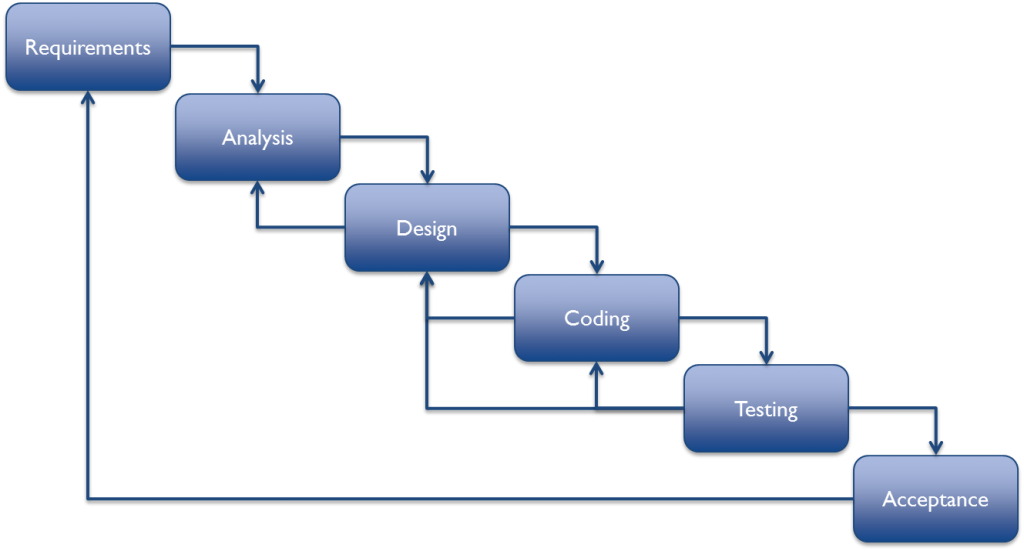 Requirements
Analysis
Design
Coding
Testing
Acceptance